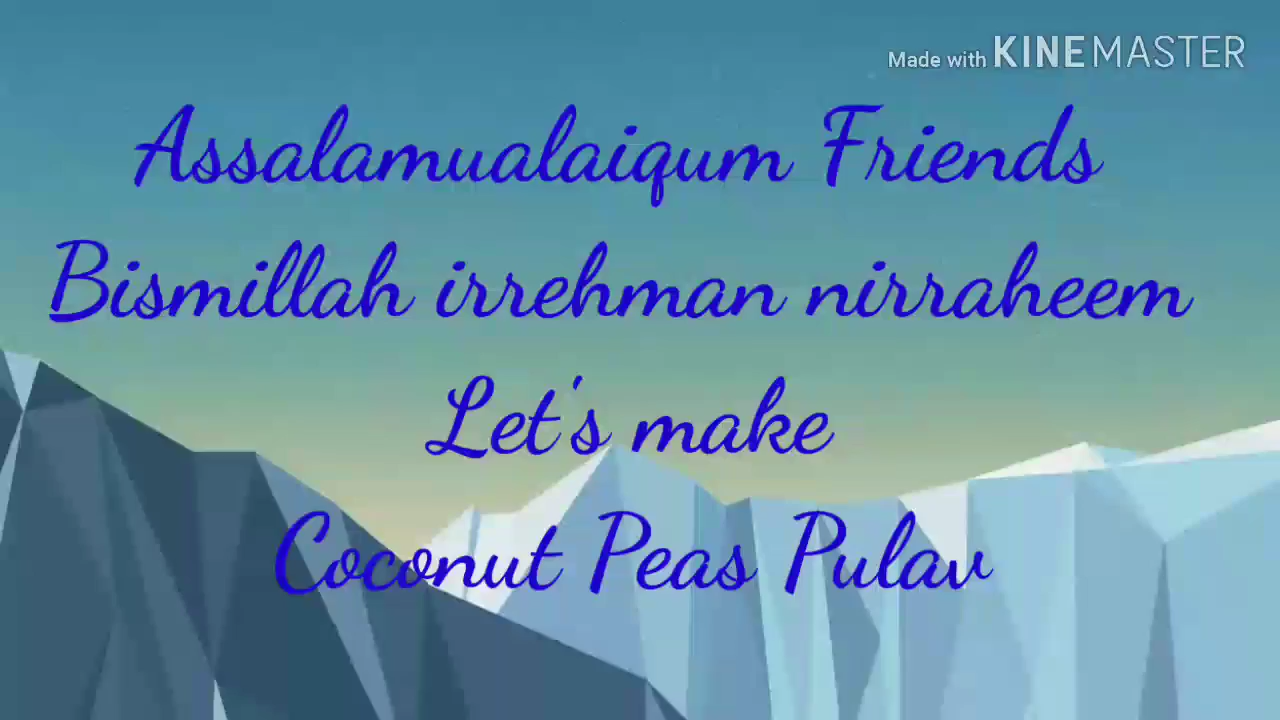 Made with KINEMASTER
Assalamualaiqum Friends
Bismillah irrehman nirraheem
Let's make
Coconut Peas Pulav